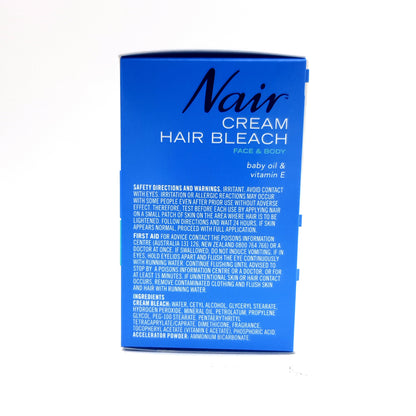 Nair
CREAM
HAIR BLEACH
FACE & BODY
baby oil &
vitamin E
SAFETY DIRECTIONS AND WARNINGS. IRRITANT, AVOID CONTACT
WITH EYES. IRRITATION OR ALLERGIC REACTIONS MAY OCCUR
WITH SOME PEOPLE EVEN AFTER PRIOR USE WITHOUT ADVERSE
EFFECT. THEREFORE, TEST BEFORE EACH USE BY APPLYING NAIR
ON A SMALL PATCH OF SKIN ON THE AREA WHERE HAIR IS TO BE
LIGHTENED. FOLLOW DIRECTIONS AND WAIT 24 HOURS. IF SKIN
APPEARS NORMAL, PROCEED WITH FULL APPLICATION.
FIRST AID FOR ADVICE CONTACT THE POISONS INFORMATION
CENTRE (AUSTRALIA 131 126, NEW ZEALAND 0800 764 766) OR A
DOCTOR AT ONCE. IF SWALLOWED, DO NOT INDUCE VOMITING. IF IN
EYES, HOLD EYELIDS APART AND FLUSH THE EYE CONTINUOUSLY
WITH RUNNING WATER. CONTINUE FLUSHING UNTIL ADVISED TO
STOP BY A POISONS INFORMATION CENTRE OR A DOCTOR, OR FOR
AT LEAST 15 MINUTES. IF UNINTENTIONAL SKIN OR HAIR CONTACT
OCCURS, REMOVE CONTAMINATED CLOTHING AND FLUSH SKIN
AND HAIR WITH RUNNING WATER.
INGREDIENTS
CREAM BLEACH: WATER, CETYL ALCOHOL, GLYCERYL STEARATE,
HYDROGEN PEROXIDE, MINERAL OIL, PETROLATUM, PROPYLENE
GLYCOL, PEG-100 STEARATE, PENTAERYTHRITYL
TETRACAPRYLATE/CAPRATE, DIMETHICONE, FRAGRANCE,
TOCOPHERYL ACETATE (VITAMIN E ACETATE), PHOSPHORIC ACID.
ACCELERATOR POWDER: AMMONIUM BICARBONATE.